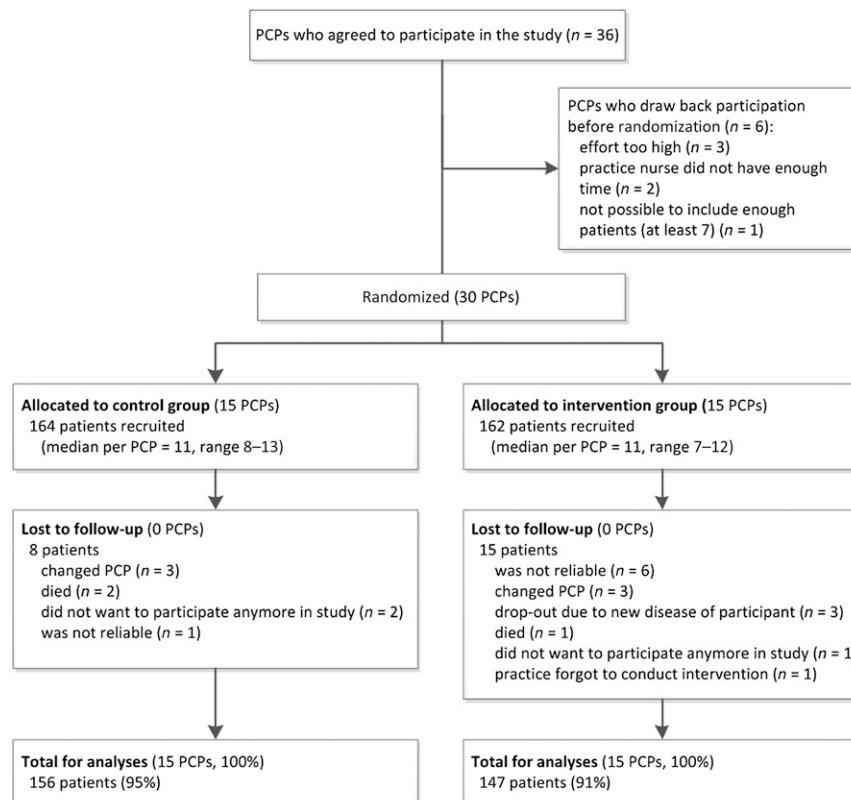 PCPs who agreed to participate in the study (n = 36)
PCPs who draw back participation
before randomization (n = 6):
effort too high (n = 3)
practice nurse did not have enough
time (n = 2)
not possible to include enough
patients (at least 7) (n = 1)
Randomized (30 PCPs)
Allocated to control group (15 PCPs)
164 patients recruited
(median per PCP = 11, range 8–13)
Allocated to intervention group (15 PCPs)
162 patients recruited
(median per PCP = 11, range 7–12)
Lost to follow-up (0 PCPs)
8 patients
changed PCP (n = 3)
died (n = 2)
did not want to participate anymore in study (n = 2)
was not reliable (n = 1)
Lost to follow-up (0 PCPs)
15 patients
was not reliable (n = 6)
changed PCP (n = 3)
drop-out due to new disease of participant (n = 3)
died (n = 1)
did not want to participate anymore in study (n = 1
practice forgot to conduct intervention (n = 1)
Total for analyses (15 PCPs, 100%)
156 patients (95%)
Total for analyses (15 PCPs, 100%)
147 patients (91%)